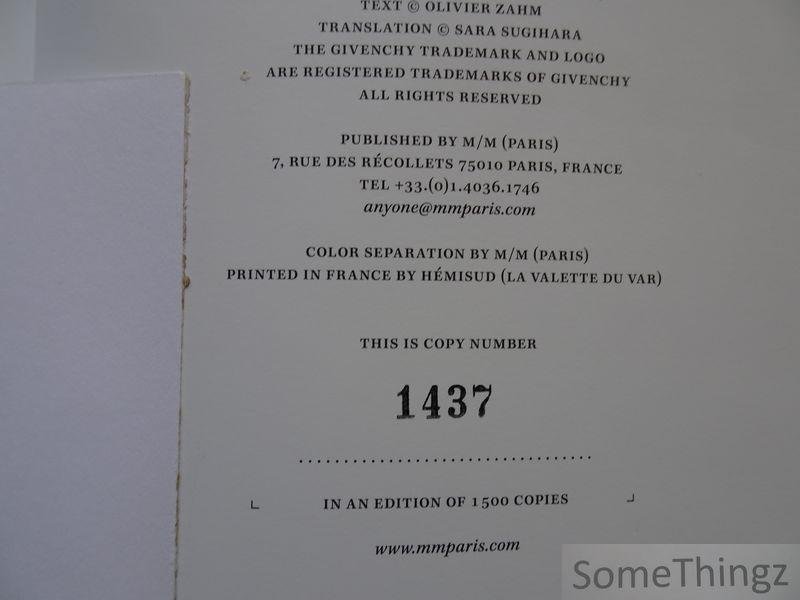 TEXT © OLIVIER ZAHM
TRANSLATION © SARA SUGIHARA
THE GIVENCHY TRADEMARK AND LOGO
ARE REGISTERED TRADEMARKS OF GIVENCHY
ALL RIGHTS RESERVED
PUBLISHED BY M/M (PARIS)
7, RUE DES RÉCOLLETS 75010 PARIS, FRANCE
TEL +33.(0)1.4036.1746
anyone@mmparis.com
COLOR SEPARATION BY M/M (PARIS)
PRINTED IN FRANCE BY HÉMISUD (LA VALETTE DU VAR)
THIS IS COPY NUMBER
1437
..................................
IN AN EDITION OF 1500 COPIES
www.mmparis.com
SomeThingz